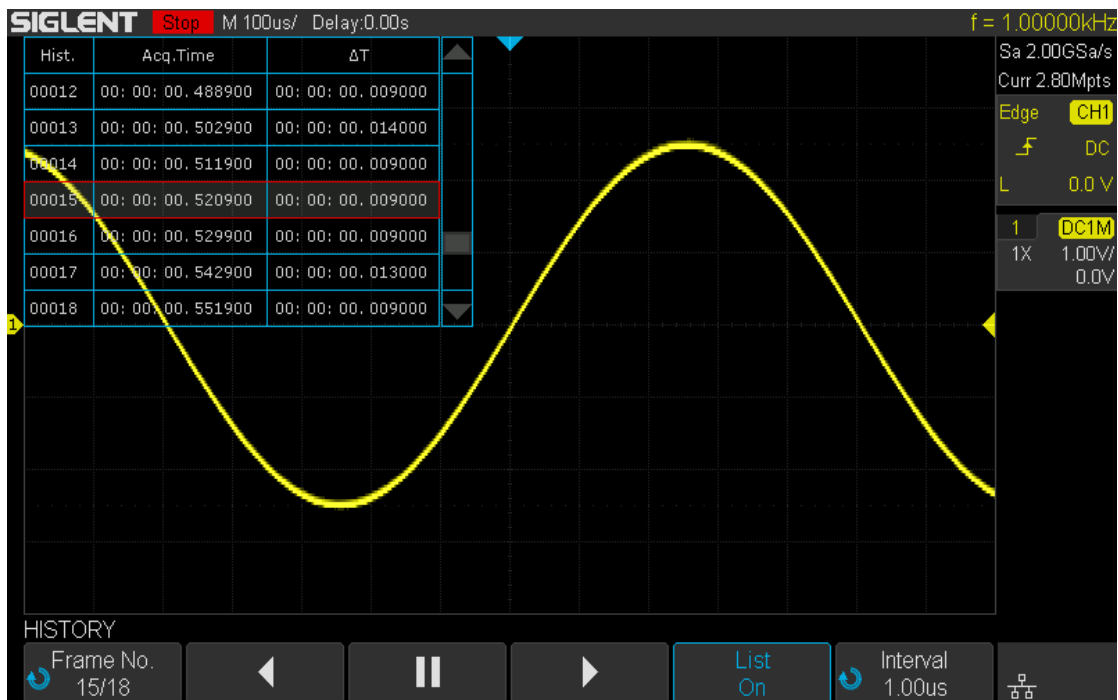 SIGLENT Stop M 100us/ Delay:0.00s f = 1.00000kHz
Sa 2.00GSa/s
Curr 2.80Mpts
Edge CH1
DC
L 0.0 V
1 DC1M
1X 1.00V/
0.0V
Hist. Acq.Time ΔT
00012 00: 00: 00. 488900 00: 00: 00. 009000
00013 00: 00: 00. 502900 00: 00: 00. 014000
00014 00: 00: 00. 511900 00: 00: 00. 009000
00015 00: 00: 00. 520900 00: 00: 00. 009000
00016 00: 00: 00. 529900 00: 00: 00. 009000
00017 00: 00: 00. 542900 00: 00: 00. 013000
00018 00: 00: 00. 551900 00: 00: 00. 009000
1
HISTORY
Frame No.
15/18
List
On
Interval
1.00us